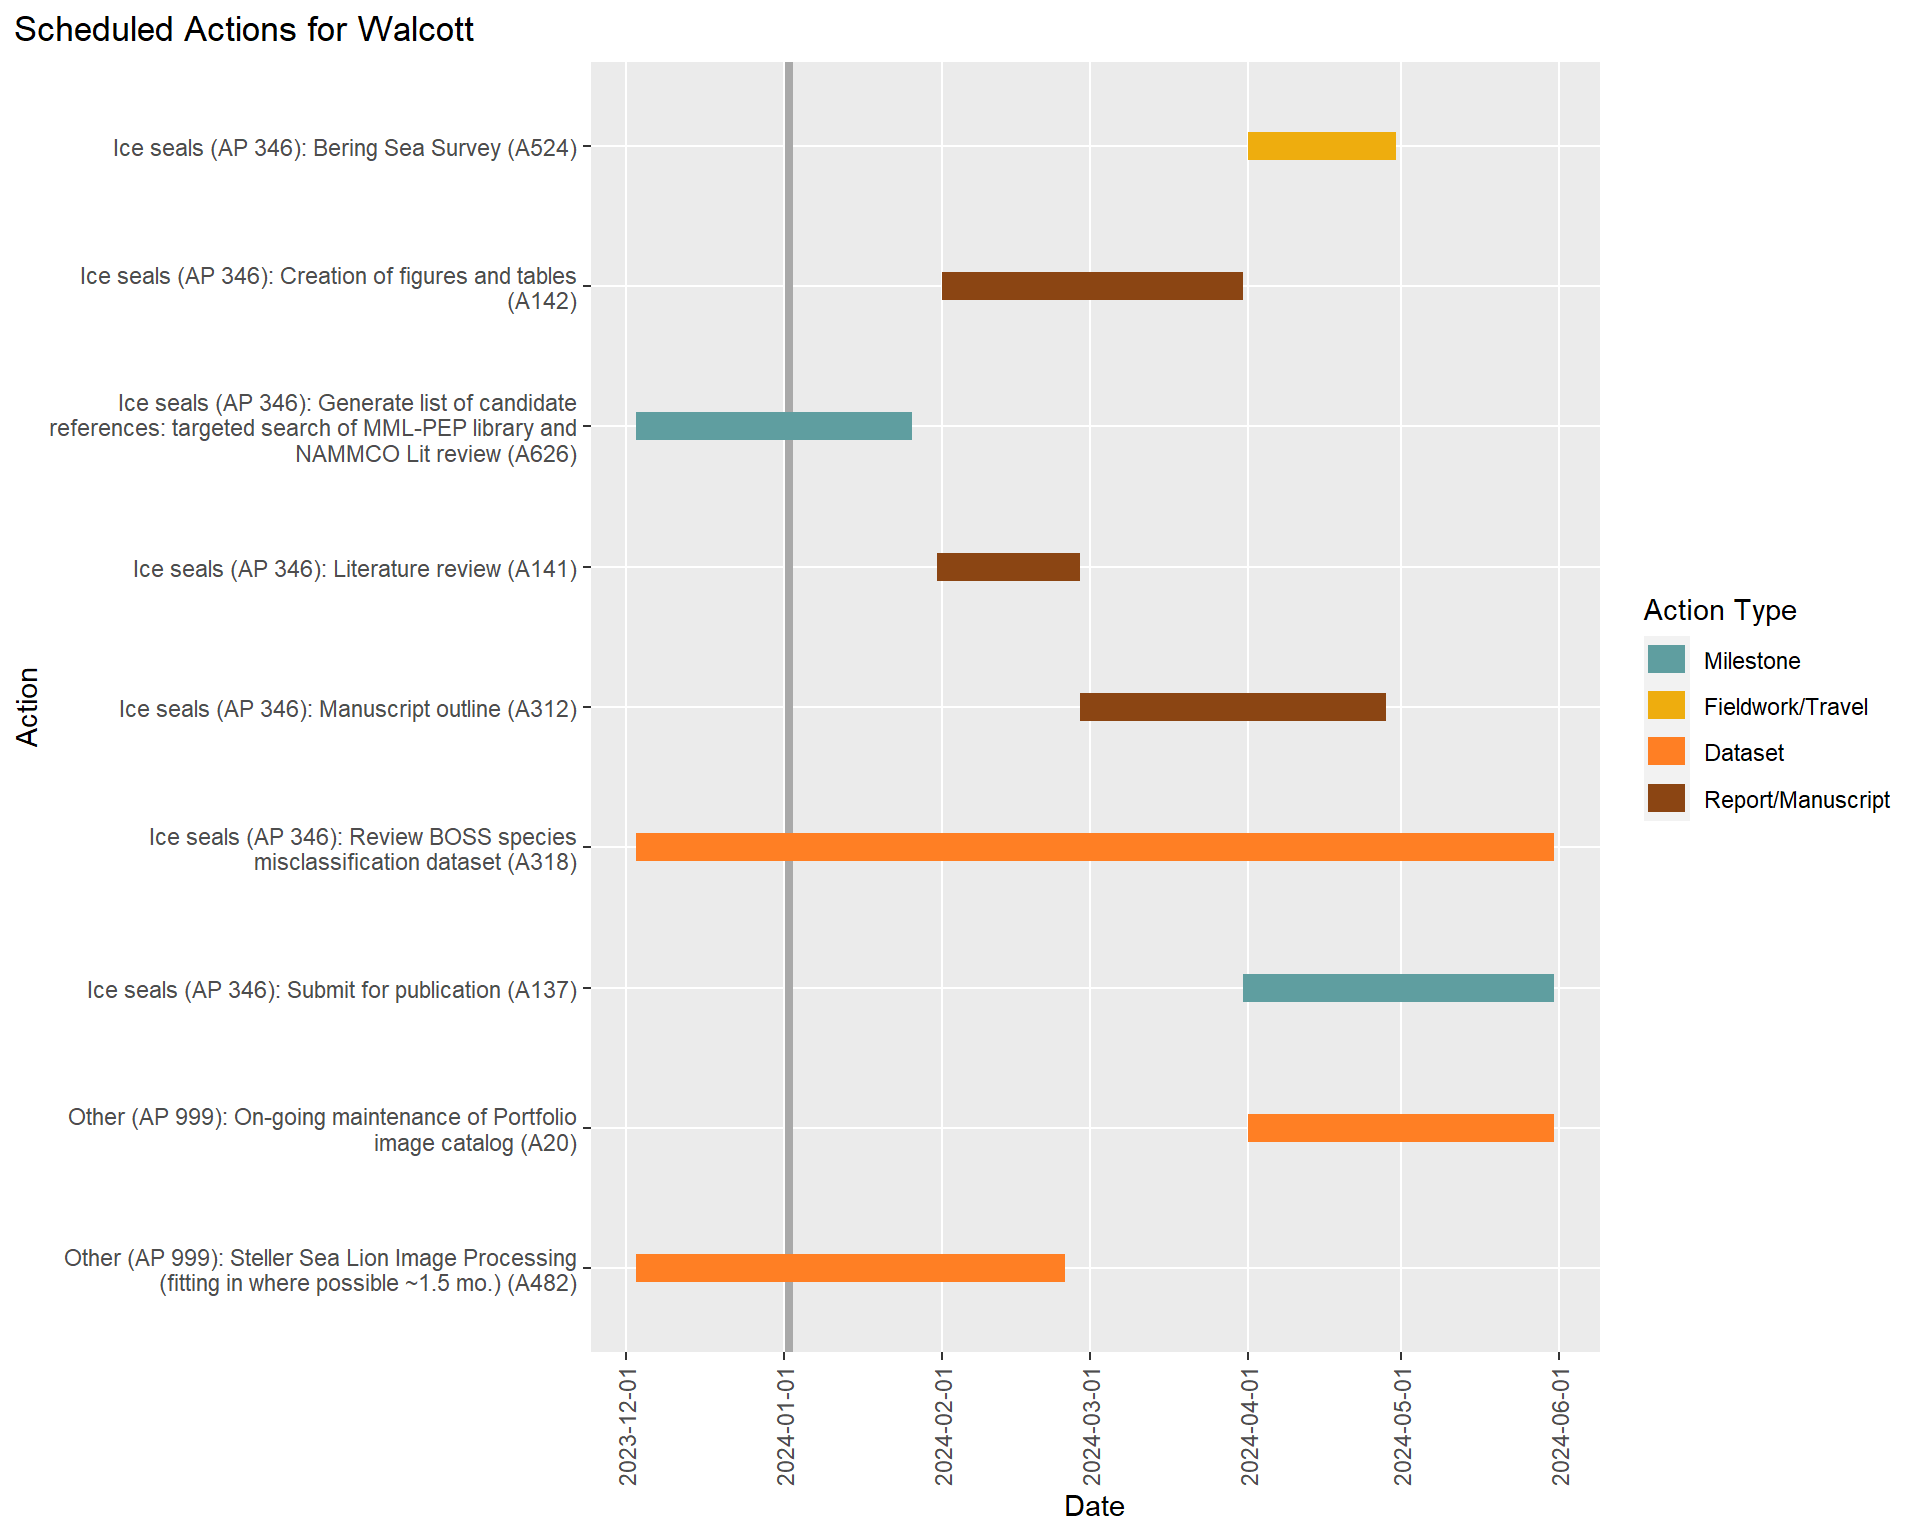 Scheduled Actions for Walcott
Ice seals (AP 346): Bering Sea Survey (A524)
Ice seals (AP 346): Creation of figures and tables
(A142)
Ice seals (AP 346): Generate list of candidate
references: targeted search of MML-PEP library and
NAMMCO Lit review (A626)
Ice seals (AP 346): Literature review (A141)
Ice seals (AP 346): Manuscript outline (A312)
Ice seals (AP 346): Review BOSS species
misclassification dataset (A318)
Ice seals (AP 346): Submit for publication (A137)
Other (AP 999): On-going maintenance of Portfolio
image catalog (A20)
Other (AP 999): Steller Sea Lion Image Processing
(fitting in where possible ~1.5 mo.) (A482)
Action
2023-12-01
2024-01-01
2024-02-01
2024-03-01
2024-04-01
2024-05-01
2024-06-01
Date
Action Type
Milestone
Fieldwork/Travel
Dataset
Report/Manuscript